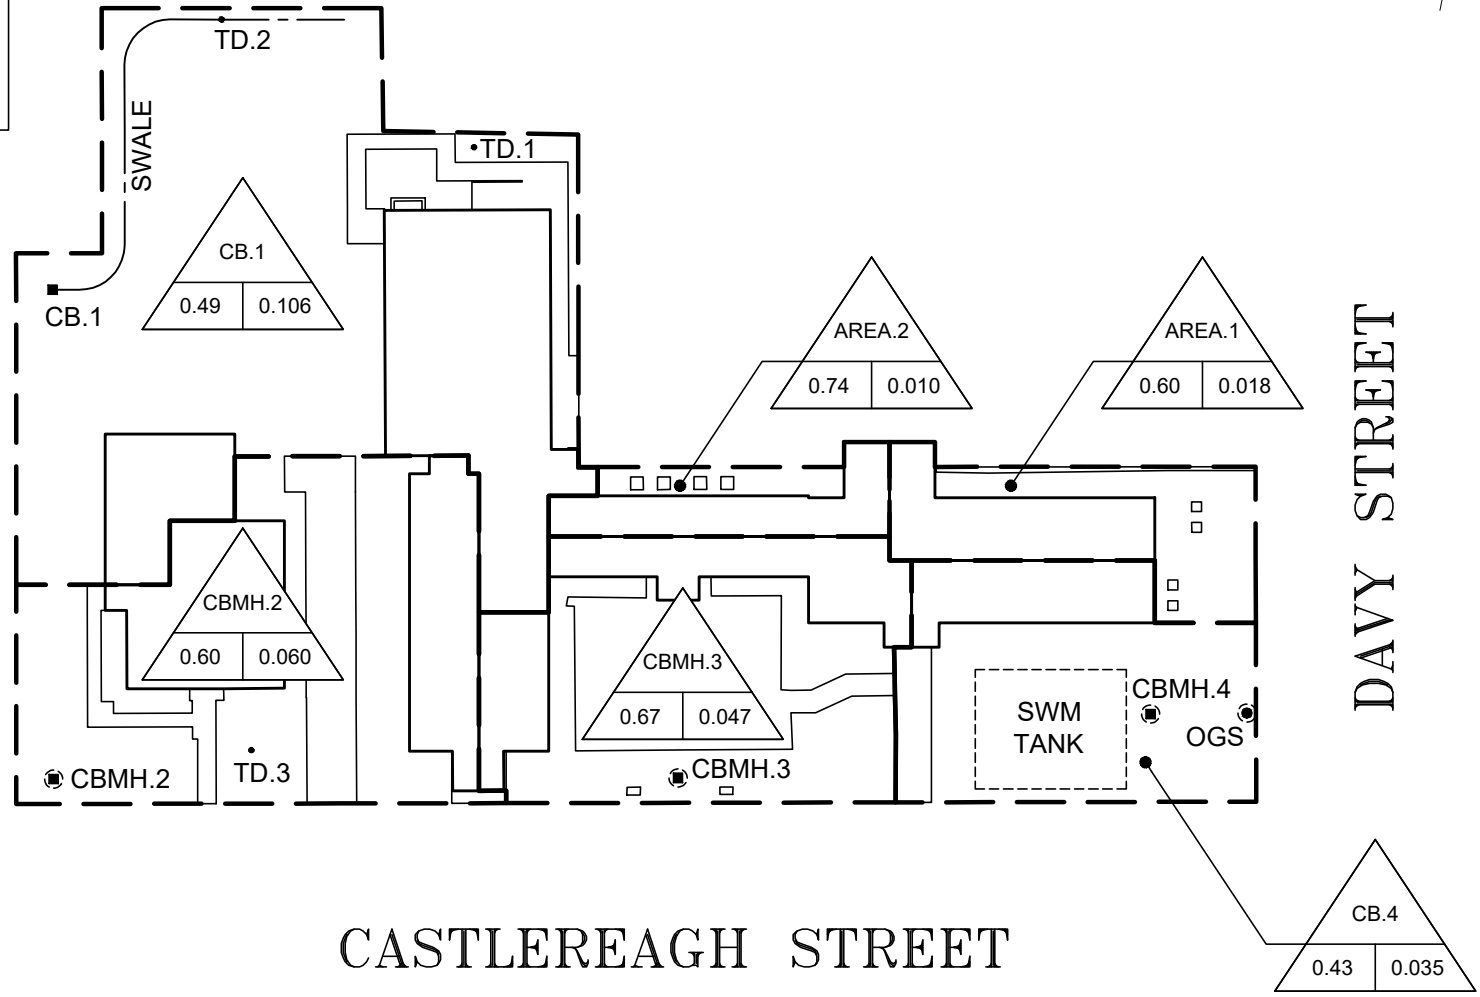 TD.2
SWALE
TD.1
CB.1
0.49 0.106
CB.1
AREA.2
0.74 0.010
AREA.1
0.60 0.018
DAVY STREET
CBMH.2
0.60 0.060
CBMH.3
0.67 0.047
CBMH.4
SWM
TANK
OGS
CBMH.2
TD.3
CBMH.3
CB.4
0.43 0.035
CASTLEREAGH STREET